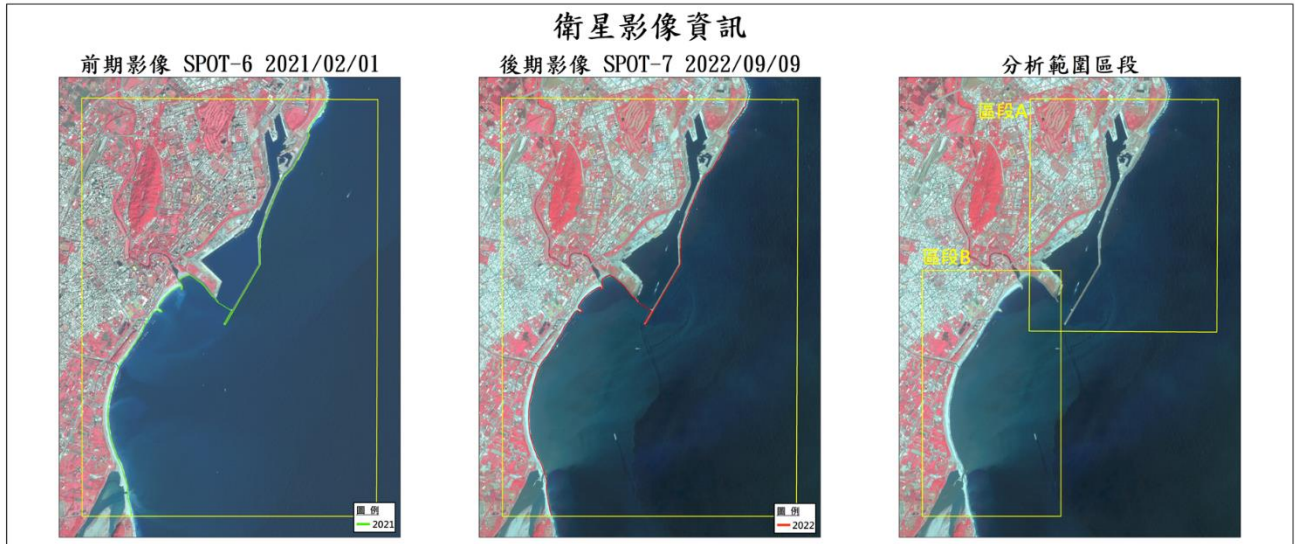 衛星影像資訊
前期影像 SPOT-6 2021/02/01
後期影像 SPOT-7 2022/09/09
分析範圍區段
區段A
區段B
圖 例
2021
圖 例
2022